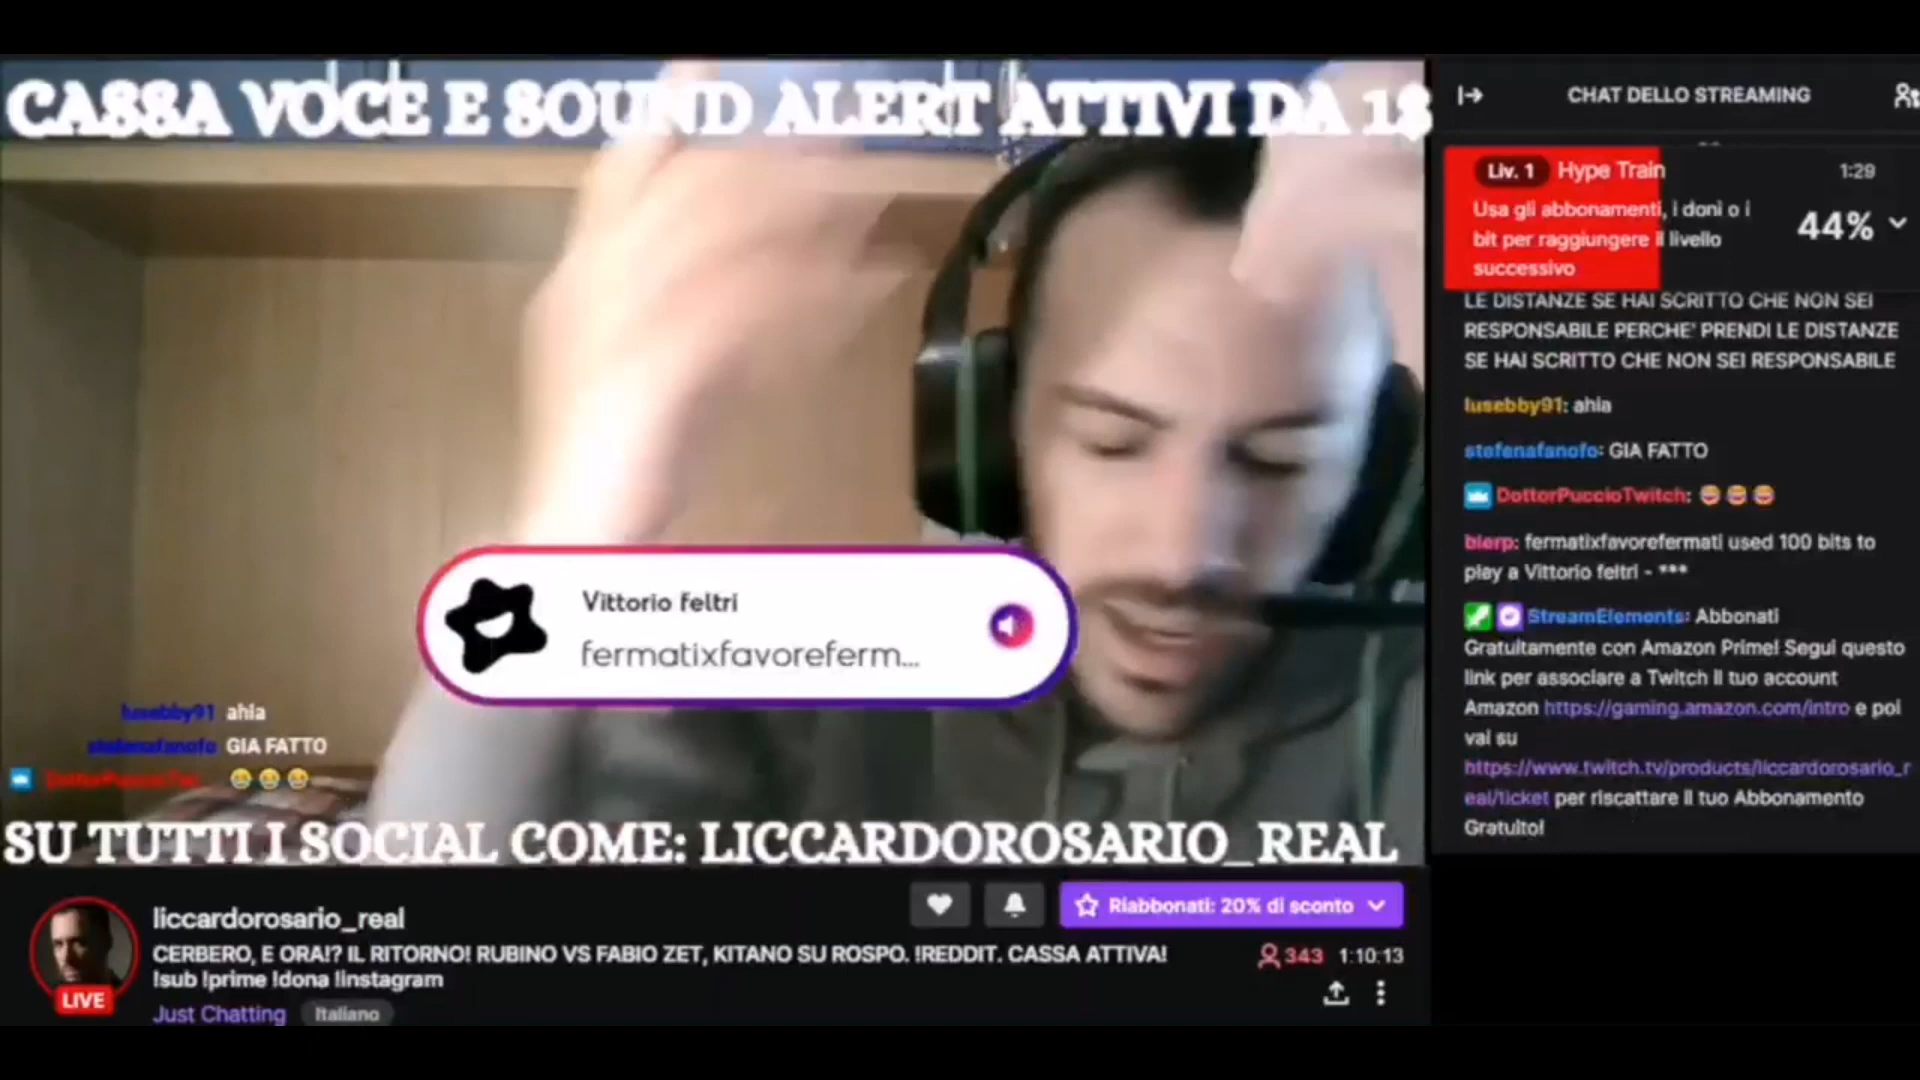 CASSA VOCE E SOUND ALERT ATTIVI DA 1$
Vittorio feltri
fermatixfavoreferm...
lusebby91 ahia
stefenafanofo GIA FATTO
DottorPuccioTwi...
SU TUTTI I SOCIAL COME: LICCARDOROSARIO_REAL
liccardorosario_real
CERBERO, E ORA!? IL RITORNO! RUBINO VS FABIO ZET, KITANO SU ROSPO. !REDDIT. CASSA ATTIVA!
!sub !prime !dona !instagram
Just Chatting Italiano
LIVE
Riabbonati: 20% di sconto
343 1:10:13
CHAT DELLO STREAMING
Liv. 1 Hype Train 1:29
Usa gli abbonamenti, i doni o i
bit per raggiungere il livello
successivo
44%
LE DISTANZE SE HAI SCRITTO CHE NON SEI
RESPONSABILE PERCHE' PRENDI LE DISTANZE
SE HAI SCRITTO CHE NON SEI RESPONSABILE
lusebby91: ahia
stefenafanofo: GIA FATTO
DottorPuccioTwitch:
blerp: fermatixfavorefermati used 100 bits to
play a Vittorio feltri - ***
StreamElements: Abbonati
Gratuitamente con Amazon Prime! Segui questo
link per associare a Twitch il tuo account
Amazon https://gaming.amazon.com/intro e poi
vai su
https://www.twitch.tv/products/liccardorosario_r
eal/ticket per riscattare il tuo Abbonamento
Gratuito!